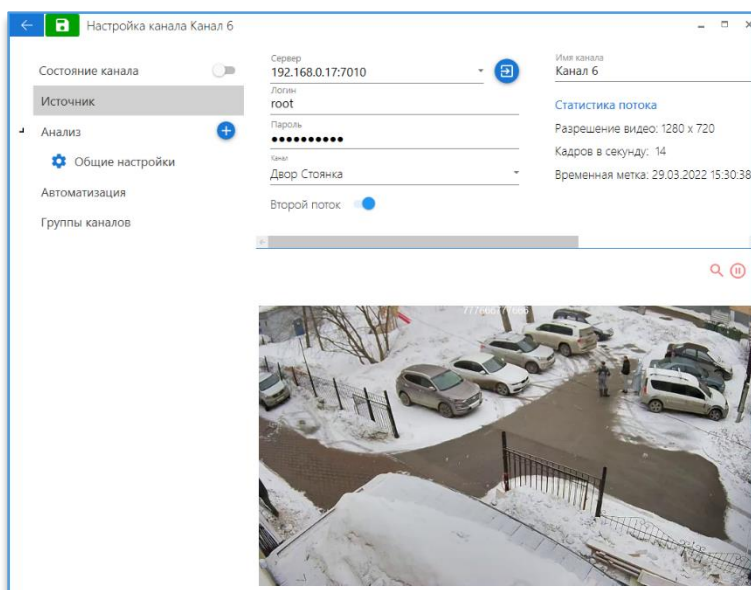 Настройка канала Канал 6
Состояние канала
Источник
Анализ
Общие настройки
Автоматизация
Группы каналов
Сервер
192.168.0.17:7010
Логин
root
Пароль
••••••••••
Канал
Двор Стоянка
Второй поток
Имя канала
Канал 6
Статистика потока
Разрешение видео: 1280 x 720
Кадров в секунду: 14
Временная метка: 29.03.2022 15:30:38